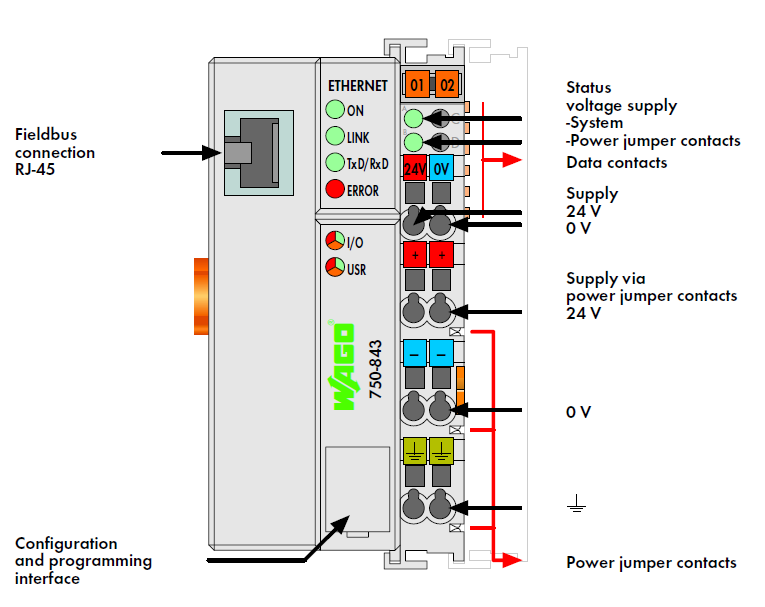 Fieldbus
connection
RJ-45
ETHERNET
ON
LINK
TxD/RxD
ERROR
I/O
USR
WAGO
®
750-843
01 02
A
C
B
D
24V 0V
+ +
– –
Status
voltage supply
-System
-Power jumper contacts
Data contacts
Supply
24 V
0 V
Supply via
power jumper contacts
24 V
0 V
Configuration
and programming
interface
Power jumper contacts